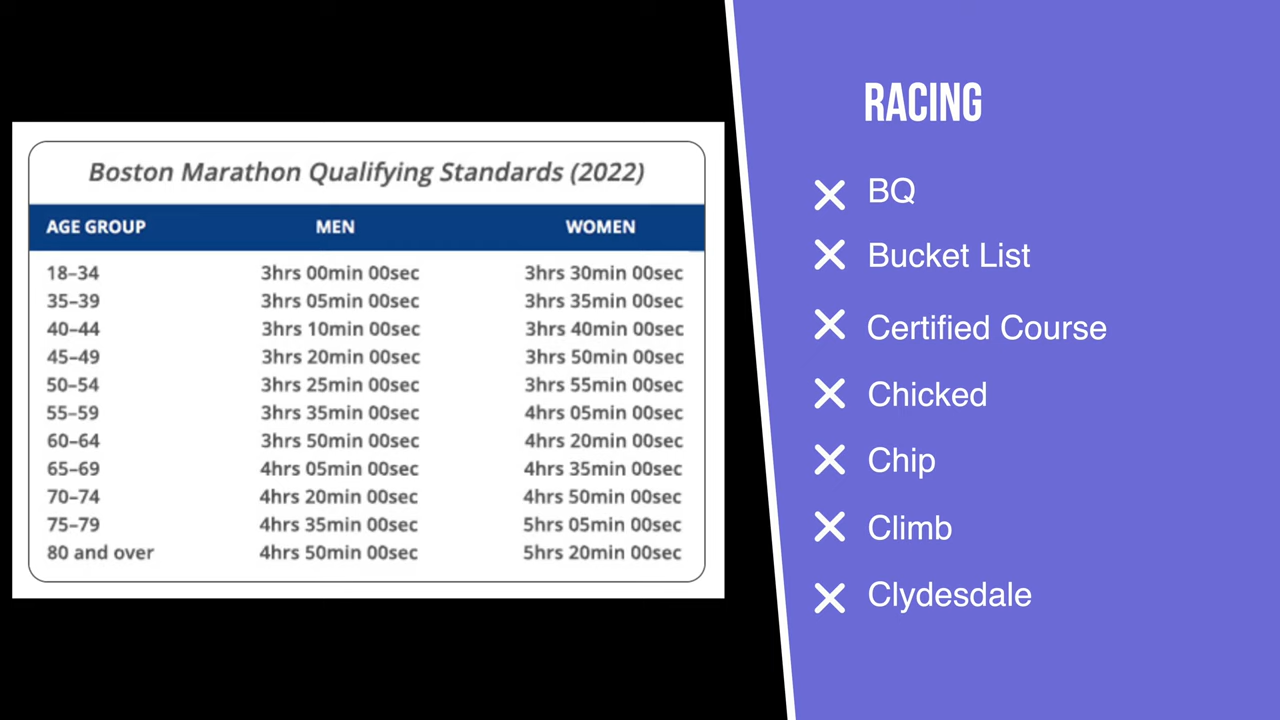 Boston Marathon Qualifying Standards (2022)
AGE GROUP MEN WOMEN
18–34 3hrs 00min 00sec 3hrs 30min 00sec
35–39 3hrs 05min 00sec 3hrs 35min 00sec
40–44 3hrs 10min 00sec 3hrs 40min 00sec
45–49 3hrs 20min 00sec 3hrs 50min 00sec
50–54 3hrs 25min 00sec 3hrs 55min 00sec
55–59 3hrs 35min 00sec 4hrs 05min 00sec
60–64 3hrs 50min 00sec 4hrs 20min 00sec
65–69 4hrs 05min 00sec 4hrs 35min 00sec
70–74 4hrs 20min 00sec 4hrs 50min 00sec
75–79 4hrs 35min 00sec 5hrs 05min 00sec
80 and over 4hrs 50min 00sec 5hrs 20min 00sec
RACING
BQ
Bucket List
Certified Course
Chicked
Chip
Climb
Clydesdale